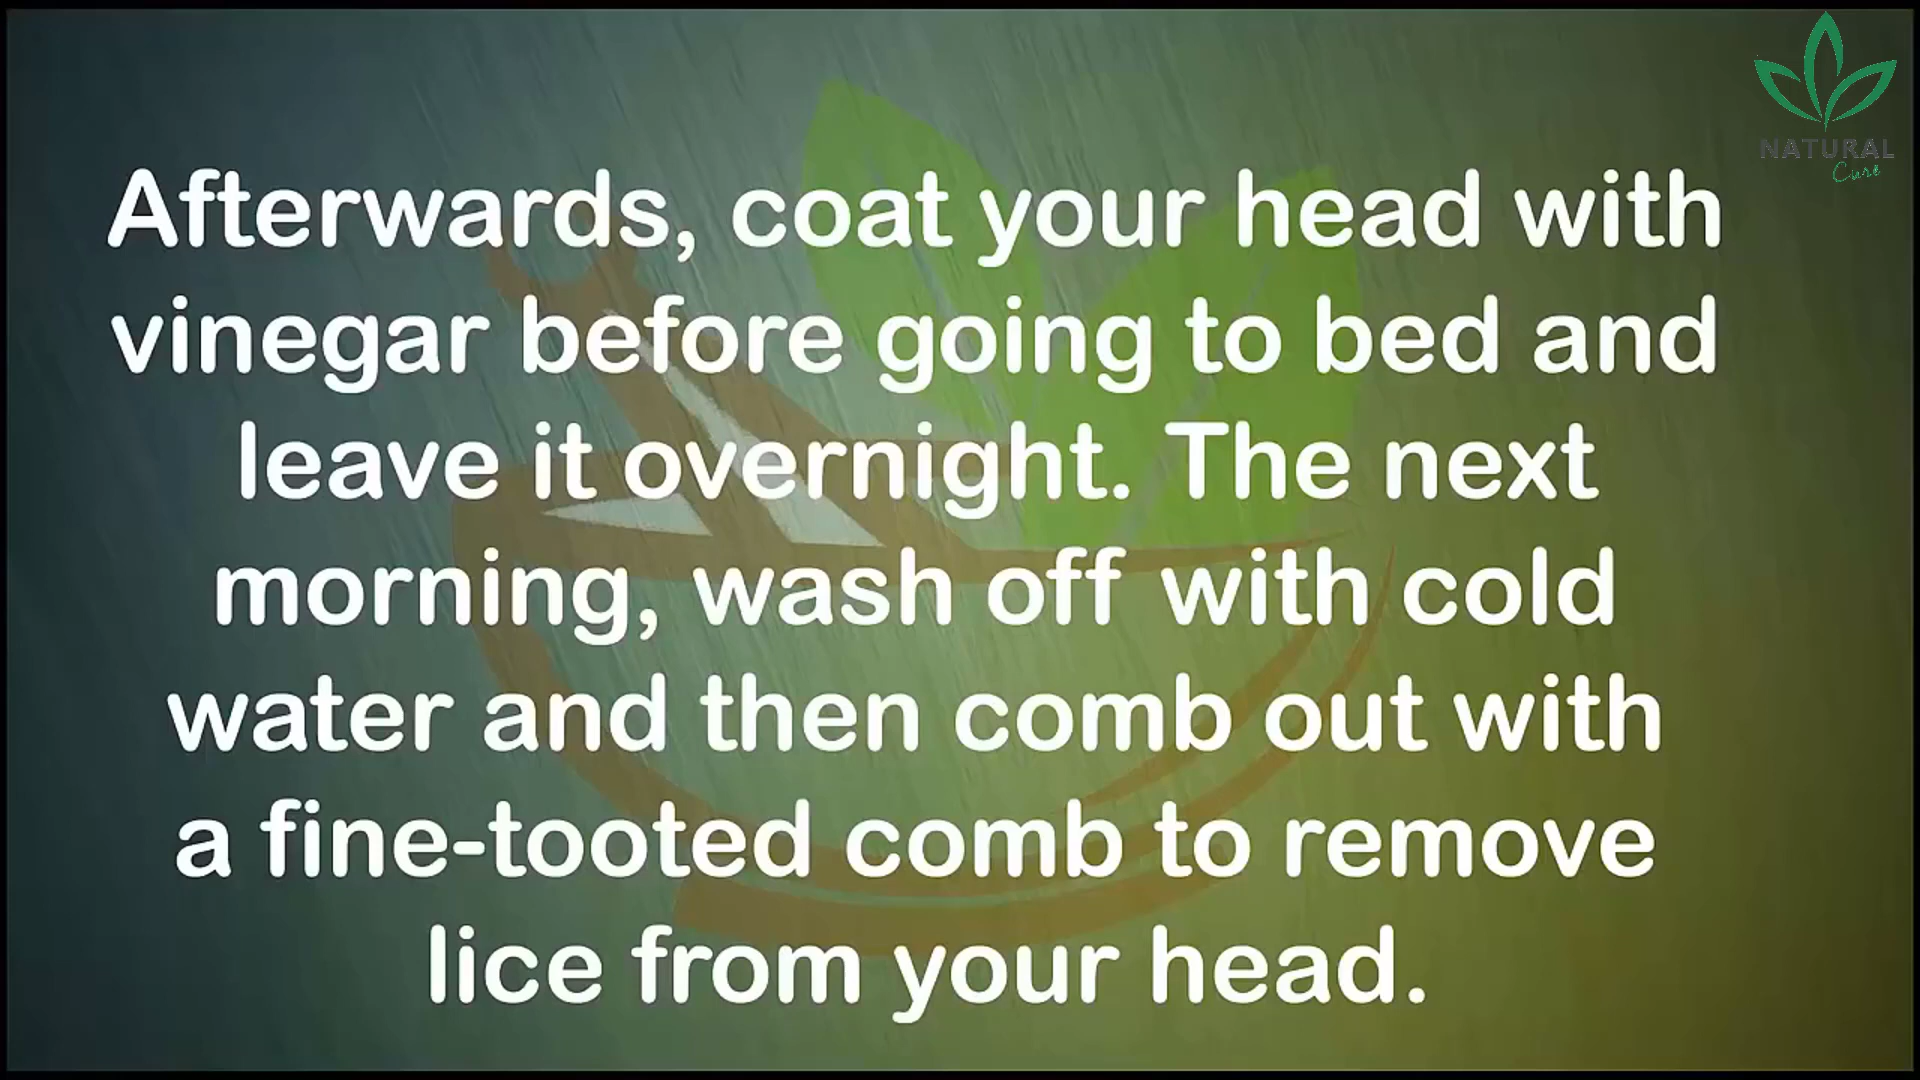 NATURAL
Cure
Afterwards, coat your head with
vinegar before going to bed and
leave it overnight. The next
morning, wash off with cold
water and then comb out with
a fine-tooted comb to remove
lice from your head.